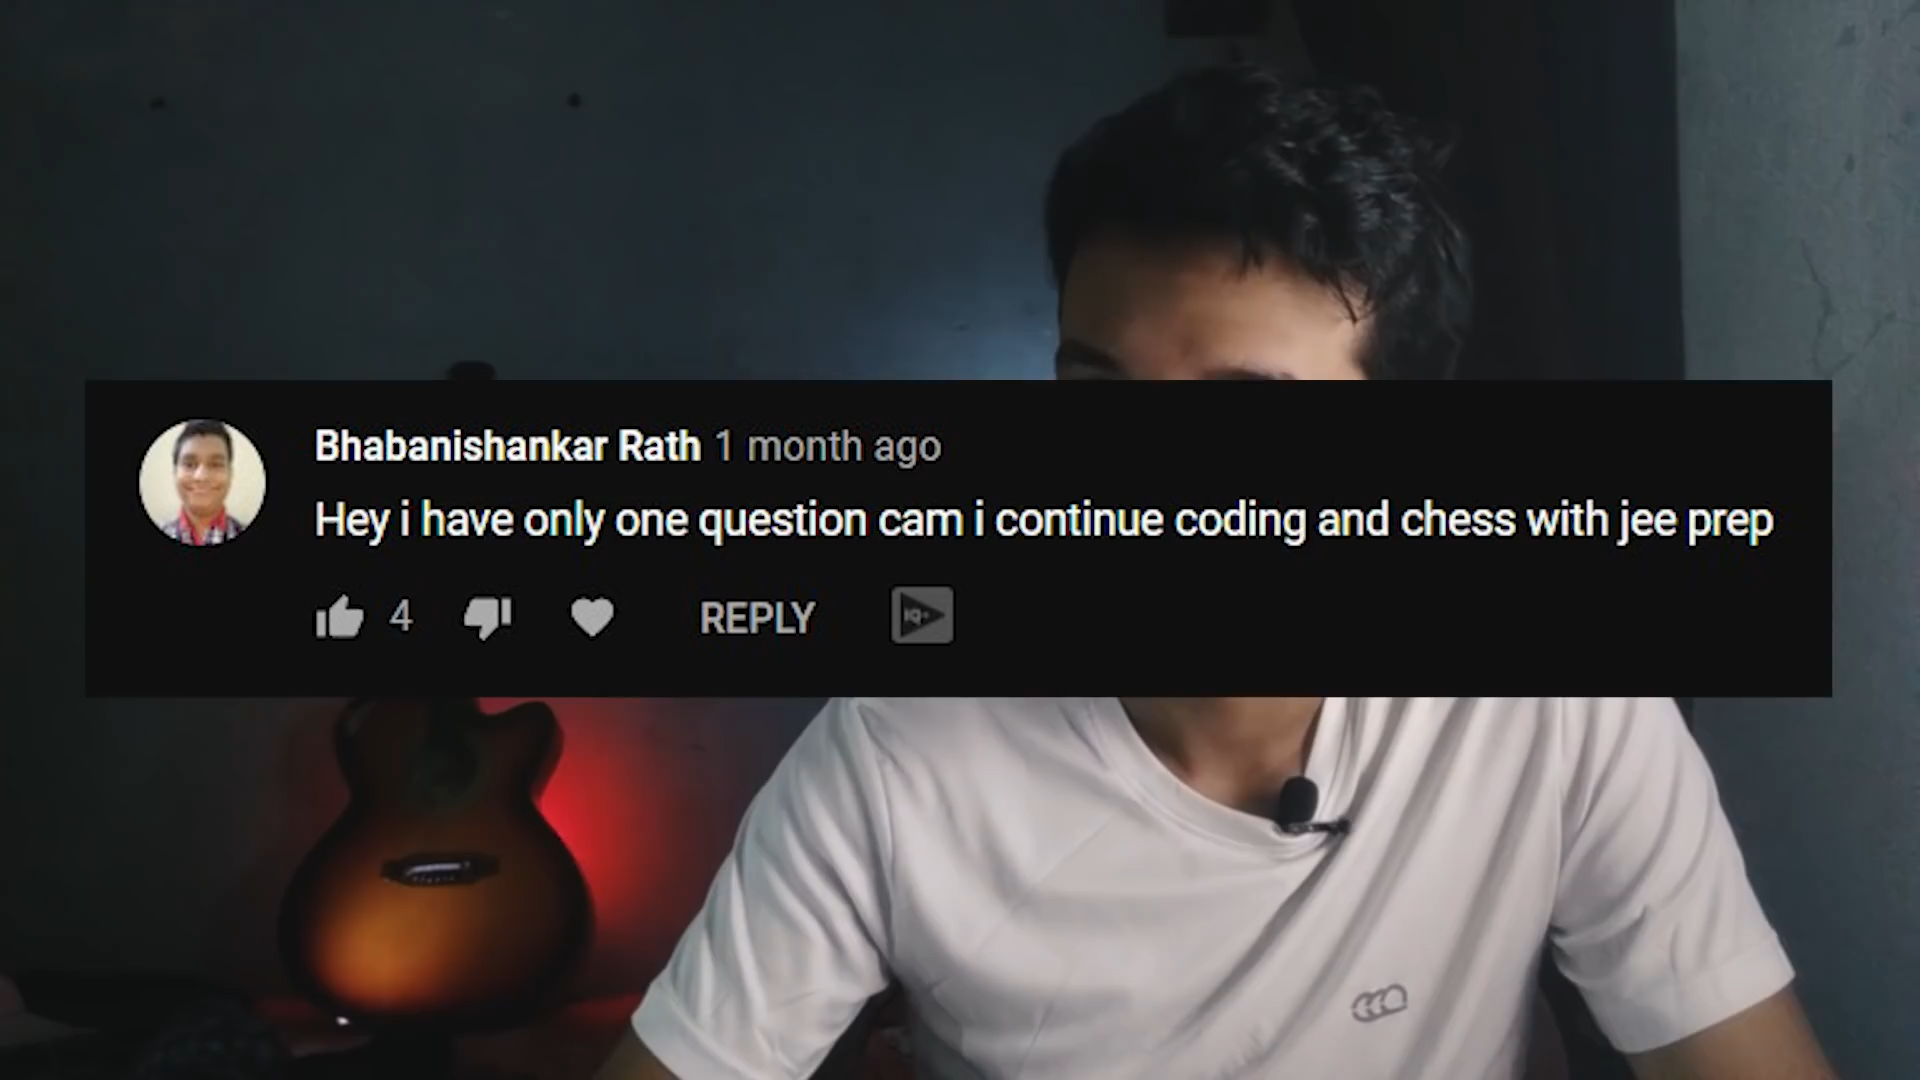 Bhabanishankar Rath 1 month ago
Hey i have only one question cam i continue coding and chess with jee prep
4 REPLY IQ+